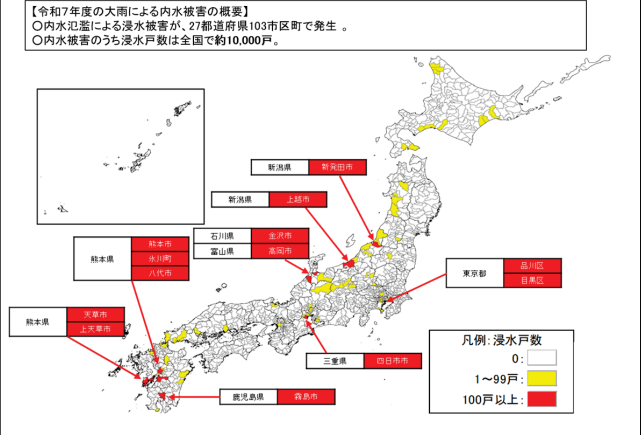 【令和７年度の大雨による内水被害の概要】
〇内水氾濫による浸水被害が、27都道府県103市区町で発生 。
〇内水被害のうち浸水戸数は全国で約10,000戸。
新潟県 新発田市
新潟県 上越市
石川県 金沢市
富山県 高岡市
熊本県
熊本市
氷川町
八代市
東京都
品川区
目黒区
熊本県
天草市
上天草市
三重県 四日市市
鹿児島県 霧島市
凡例：浸水戸数
0：
1～99戸：
100戸以上：